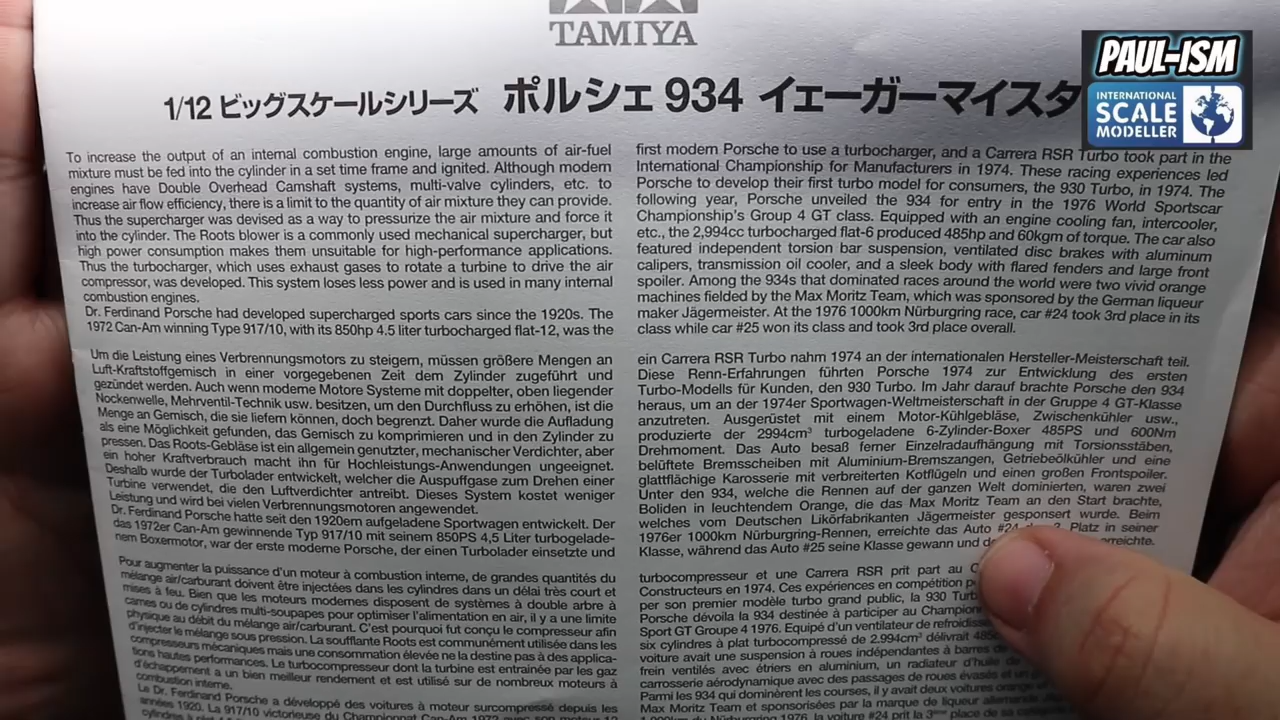 TAMIYA
PAUL-ISM
INTERNATIONAL
SCALE
MODELLER
1/12 ビッグスケールシリーズ ポルシェ 934 イェーガーマイスタ
To increase the output of an internal combustion engine, large amounts of air-fuel
mixture must be fed into the cylinder in a set time frame and ignited. Although modern
engines have Double Overhead Camshaft systems, multi-valve cylinders, etc. to
increase air flow efficiency, there is a limit to the quantity of air mixture they can provide.
Thus the supercharger was devised as a way to pressurize the air mixture and force it
into the cylinder. The Roots blower is a commonly used mechanical supercharger, but
high power consumption makes them unsuitable for high-performance applications.
Thus the turbocharger, which uses exhaust gases to rotate a turbine to drive the air
compressor, was developed. This system loses less power and is used in many internal
combustion engines.
Dr. Ferdinand Porsche had developed supercharged sports cars since the 1920s. The
1972 Can-Am winning Type 917/10, with its 850hp 4.5 liter turbocharged flat-12, was the
first modern Porsche to use a turbocharger, and a Carrera RSR Turbo took part in the
International Championship for Manufacturers in 1974. These racing experiences led
Porsche to develop their first turbo model for consumers, the 930 Turbo, in 1974. The
following year, Porsche unveiled the 934 for entry in the 1976 World Sportscar
Championship's Group 4 GT class. Equipped with an engine cooling fan, intercooler,
etc., the 2,994cc turbocharged flat-6 produced 485hp and 60kgm of torque. The car also
featured independent torsion bar suspension, ventilated disc brakes with aluminum
calipers, transmission oil cooler, and a sleek body with flared fenders and large front
spoiler. Among the 934s that dominated races around the world were two vivid orange
machines fielded by the Max Moritz Team, which was sponsored by the German liqueur
maker Jägermeister. At the 1976 1000km Nürburgring race, car #24 took 3rd place in its
class while car #25 won its class and took 3rd place overall.
Um die Leistung eines Verbrennungsmotors zu steigern, müssen größere Mengen an
Luft-Kraftstoffgemisch in einer vorgegebenen Zeit dem Zylinder zugeführt und
gezündet werden. Auch wenn moderne Motore Systeme mit doppelter, oben liegender
Nockenwelle, Mehrventil-Technik usw. besitzen, um den Durchfluss zu erhöhen, ist die
Menge an Gemisch, die sie liefern können, doch begrenzt. Daher wurde die Aufladung
als eine Möglichkeit gefunden, das Gemisch zu komprimieren und in den Zylinder zu
pressen. Das Roots-Gebläse ist ein allgemein genutzter, mechanischer Verdichter, aber
ein hoher Kraftverbrauch macht ihn für Hochleistungs-Anwendungen ungeeignet.
Deshalb wurde der Turbolader entwickelt, welcher die Auspuffgase zum Drehen einer
Turbine verwendet, die den Luftverdichter antreibt. Dieses System kostet weniger
Leistung und wird bei vielen Verbrennungsmotoren angewendet.
Dr. Ferdinand Porsche hatte seit den 1920ern aufgeladene Sportwagen entwickelt. Der
das 1972er Can-Am gewinnende Typ 917/10 mit seinem 850PS 4,5 Liter turbogelade-
nem Boxermotor, war der erste moderne Porsche, der einen Turbolader einsetzte und
ein Carrera RSR Turbo nahm 1974 an der internationalen Hersteller-Meisterschaft teil.
Diese Renn-Erfahrungen führten Porsche 1974 zur Entwicklung des ersten
Turbo-Modells für Kunden, den 930 Turbo. Im Jahr darauf brachte Porsche den 934
heraus, um an der 1974er Sportwagen-Weltmeisterschaft in der Gruppe 4 GT-Klasse
anzutreten. Ausgerüstet mit einem Motor-Kühlgebläse, Zwischenkühler usw.,
produzierte der 2994cm³ turbogeladene 6-Zylinder-Boxer 485PS und 600Nm
Drehmoment. Das Auto besaß ferner Einzelradaufhängung mit Torsionsstäben,
belüftete Bremsscheiben mit Aluminium-Bremszangen, Getriebeölkühler und eine
glattflächige Karosserie mit verbreiterten Kotflügeln und einen großen Frontspoiler.
Unter den 934, welche die Rennen auf der ganzen Welt dominierten, waren zwei
Boliden in leuchtendem Orange, die das Max Moritz Team an den Start brachte,
welches vom Deutschen Likörfabrikanten Jägermeister gesponsert wurde. Beim
1976er 1000km Nürburgring-Rennen, erreichte das Auto #24 Platz in seiner
Klasse, während das Auto #25 seine Klasse gewann und erreichte.
Pour augmenter la puissance d'un moteur à combustion interne, de grandes quantités du
mélange air/carburant doivent être injectées dans les cylindres dans un délai très court et
mises à feu. Bien que les moteurs modernes disposent de systèmes à double arbre à
cames ou de cylindres multi-soupapes pour optimiser l'alimentation en air, il y a une limite
physique au débit du mélange air/carburant. C'est pourquoi fut conçu le compresseur afin
d'injecter le mélange sous pression. La soufflante Roots est communément utilisée dans les
compresseurs mécaniques mais une consommation élevée ne la destine pas à des applica-
tions hautes performances. Le turbocompresseur dont la turbine est entrainée par les gaz
d'échappement a un bien meilleur rendement et est utilisé sur de nombreux moteurs à
combustion interne.
Le Dr. Ferdinand Porsche a développé des voitures à moteur surcompressé depuis les
années 1920. La 917/10 victorieuse du Championnat Can-Am 1972 avec son moteur 12
cylindres à plat
turbocompresseur et une Carrera RSR prit part au
Constructeurs en 1974. Ces expériences en compétition
per son premier modèle turbo grand public, la 930
Porsche dévoila la 934 destinée à participer au
Sport GT Groupe 4 1976. Equipé d'un ventilateur de
six cylindres à plat turbocompressé de 2.994cm³ délivrait
voiture avait une suspension à roues indépendantes à barres
frein ventilés avec étriers en aluminium, un radiateur d'huile
carrosserie aérodynamique avec des passages de roues évasés et
Parmi les 934 qui dominèrent les courses, il y avait deux voitures orange
Max Moritz Team et sponsorisées par la marque de liqueur allemande
Nürburgring 1976, la voiture #24 prit la 3ème place de sa